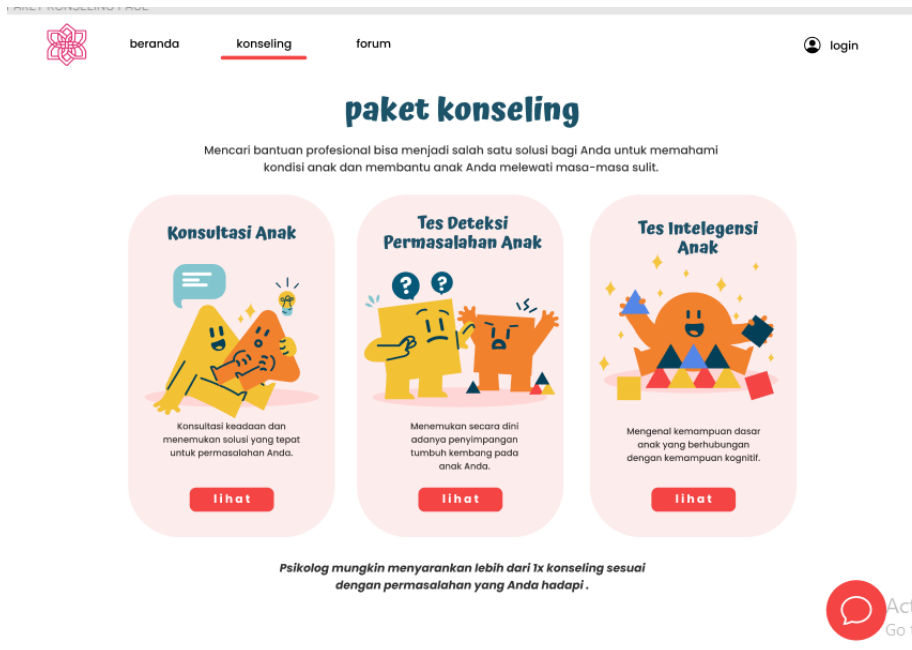 PAKET KONSELING PAGE
beranda
konseling
forum
login
paket konseling
Mencari bantuan profesional bisa menjadi salah satu solusi bagi Anda untuk memahami
kondisi anak dan membantu anak Anda melewati masa-masa sulit.
Konsultasi Anak
Konsultasi keadaan dan
menemukan solusi yang tepat
untuk permasalahan Anda.
lihat
Tes Deteksi
Permasalahan Anak
? ?
Menemukan secara dini
adanya penyimpangan
tumbuh kembang pada
anak Anda.
lihat
Tes Intelegensi
Anak
Mengenal kemampuan dasar
anak yang berhubungan
dengan kemampuan kognitif.
lihat
Psikolog mungkin menyarankan lebih dari 1x konseling sesuai
dengan permasalahan yang Anda hadapi .